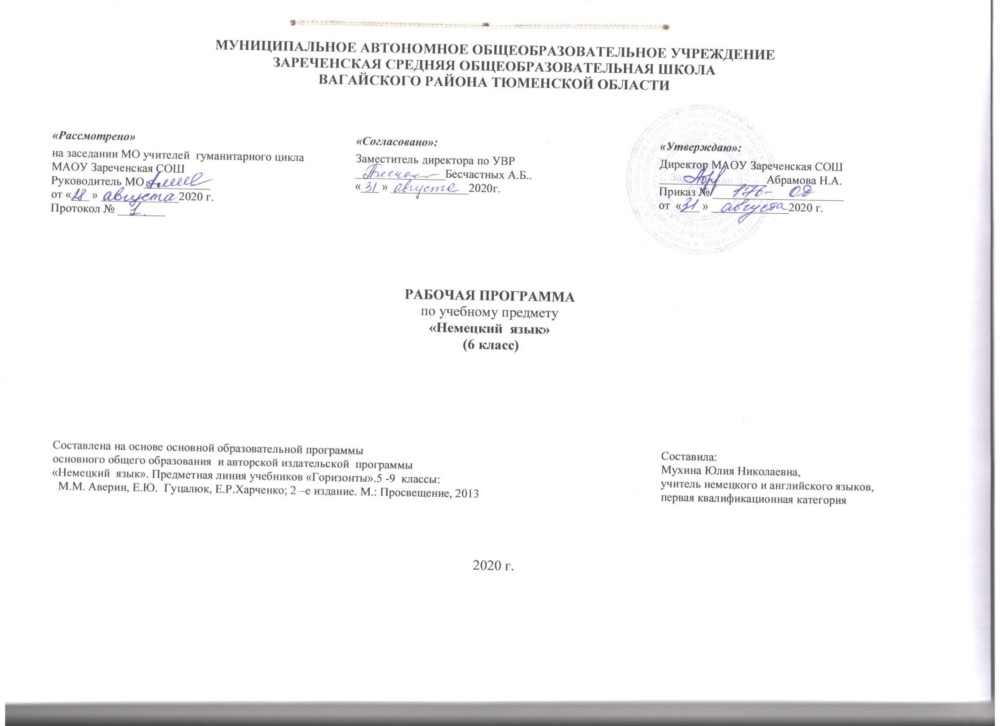 МУНИЦИПАЛЬНОЕ АВТОНОМНОЕ ОБЩЕОБРАЗОВАТЕЛЬНОЕ УЧРЕЖДЕНИЕ
ЗАРЕЧЕНСКАЯ СРЕДНЯЯ ОБЩЕОБРАЗОВАТЕЛЬНАЯ ШКОЛА
ВАГАЙСКОГО РАЙОНА ТЮМЕНСКОЙ ОБЛАСТИ
«Рассмотрено»
на заседании МО учителей гуманитарного цикла
МАОУ Зареченская СОШ
Руководитель МО
от «28» августа 2020 г.
Протокол № 1.
«Согласовано»:
Заместитель директора по УВР
Бесчастных А.Б..
«31» августа 2020г.
«Утверждаю»:
Директор МАОУ Зареченская СОШ
Абрамова Н.А.
Приказ № 176- ОД
от «31» августа 2020 г.
РАБОЧАЯ ПРОГРАММА
по учебному предмету
«Немецкий язык»
(6 класс)
Составлена на основе основной образовательной программы
основного общего образования и авторской издательской программы
«Немецкий язык». Предметная линия учебников «Горизонты».5 -9 классы:
М.М. Аверин, Е.Ю. Гуцалюк, Е.Р.Харченко; 2 –е издание. М.: Просвещение, 2013
Составила:
Мухина Юлия Николаевна,
учитель немецкого и английского языков,
первая квалификационная категория
2020 г.